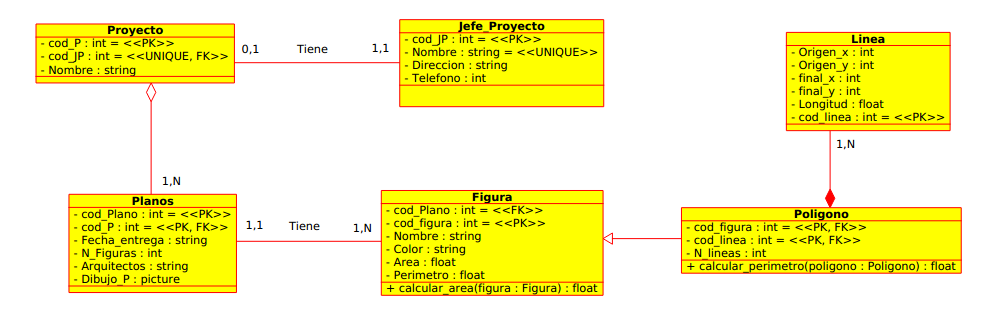 Proyecto
- cod_P : int = <<PK>>
- cod_JP : int = <<UNIQUE, FK>>
- Nombre : string
0,1
Tiene
1,1
Jefe_Proyecto
- cod_JP : int = <<PK>>
- Nombre : string = <<UNIQUE>>
- Direccion : string
- Telefono : int
Linea
- Origen_x : int
- Origen_y : int
- final_x : int
- final_y : int
- Longitud : float
- cod_linea : int = <<PK>>
1,N
1,N
Planos
- cod_Plano : int = <<PK>>
- cod_P : int = <<PK, FK>>
- Fecha_entrega : string
- N_Figuras : int
- Arquitectos : string
- Dibujo_P : picture
1,1
Tiene
1,N
Figura
- cod_Plano : int = <<FK>>
- cod_figura : int = <<PK>>
- Nombre : string
- Color : string
- Area : float
- Perimetro : float
+ calcular_area(figura : Figura) : float
Poligono
- cod_figura : int = <<PK, FK>>
- cod_linea : int = <<PK, FK>>
- N_lineas : int
+ calcular_perimetro(poligono : Poligono) : float